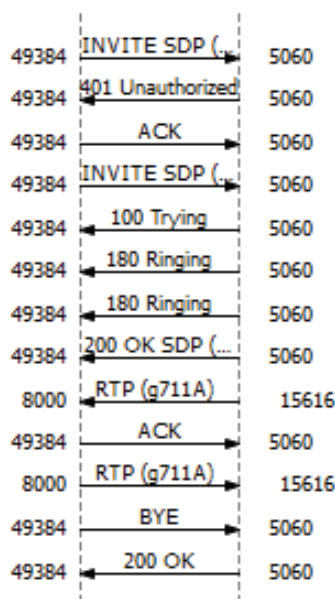 49384 INVITE SDP (... 5060
49384 401 Unauthorized 5060
49384 ACK 5060
49384 INVITE SDP (... 5060
49384 100 Trying 5060
49384 180 Ringing 5060
49384 180 Ringing 5060
49384 200 OK SDP (... 5060
8000 RTP (g711A) 15616
49384 ACK 5060
8000 RTP (g711A) 15616
49384 BYE 5060
49384 200 OK 5060